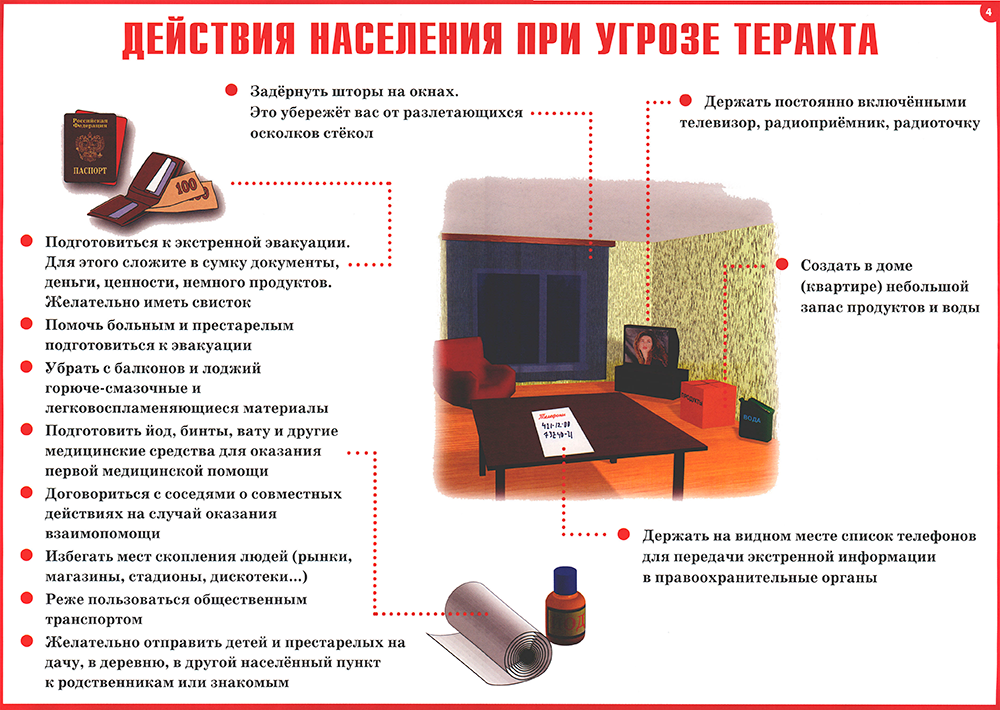 4
ДЕЙСТВИЯ НАСЕЛЕНИЯ ПРИ УГРОЗЕ ТЕРАКТА
Задёрнуть шторы на окнах.
Это убережёт вас от разлетающихся
осколков стёкол
Держать постоянно включёнными
телевизор, радиоприёмник, радиоточку
Российская
Федерация
ПАСПОРТ
100
Подготовиться к экстренной эвакуации.
Для этого сложите в сумку документы,
деньги, ценности, немного продуктов.
Желательно иметь свисток
Помочь больным и престарелым
подготовиться к эвакуации
Убрать с балконов и лоджий
горюче-смазочные и
легковоспламеняющиеся материалы
Подготовить йод, бинты, вату и другие
медицинские средства для оказания
первой медицинской помощи
Договориться с соседями о совместных
действиях на случай оказания
взаимопомощи
Избегать мест скопления людей (рынки,
магазины, стадионы, дискотеки...)
Реже пользоваться общественным
транспортом
Желательно отправить детей и престарелых на
дачу, в деревню, в другой населённый пункт
к родственникам или знакомым
Создать в доме
(квартире) небольшой
запас продуктов и воды
ПРОДУКТЫ
ВОДА
Телефоны
Держать на видном месте список телефонов
для передачи экстренной информации
в правоохранительные органы
ЙОД